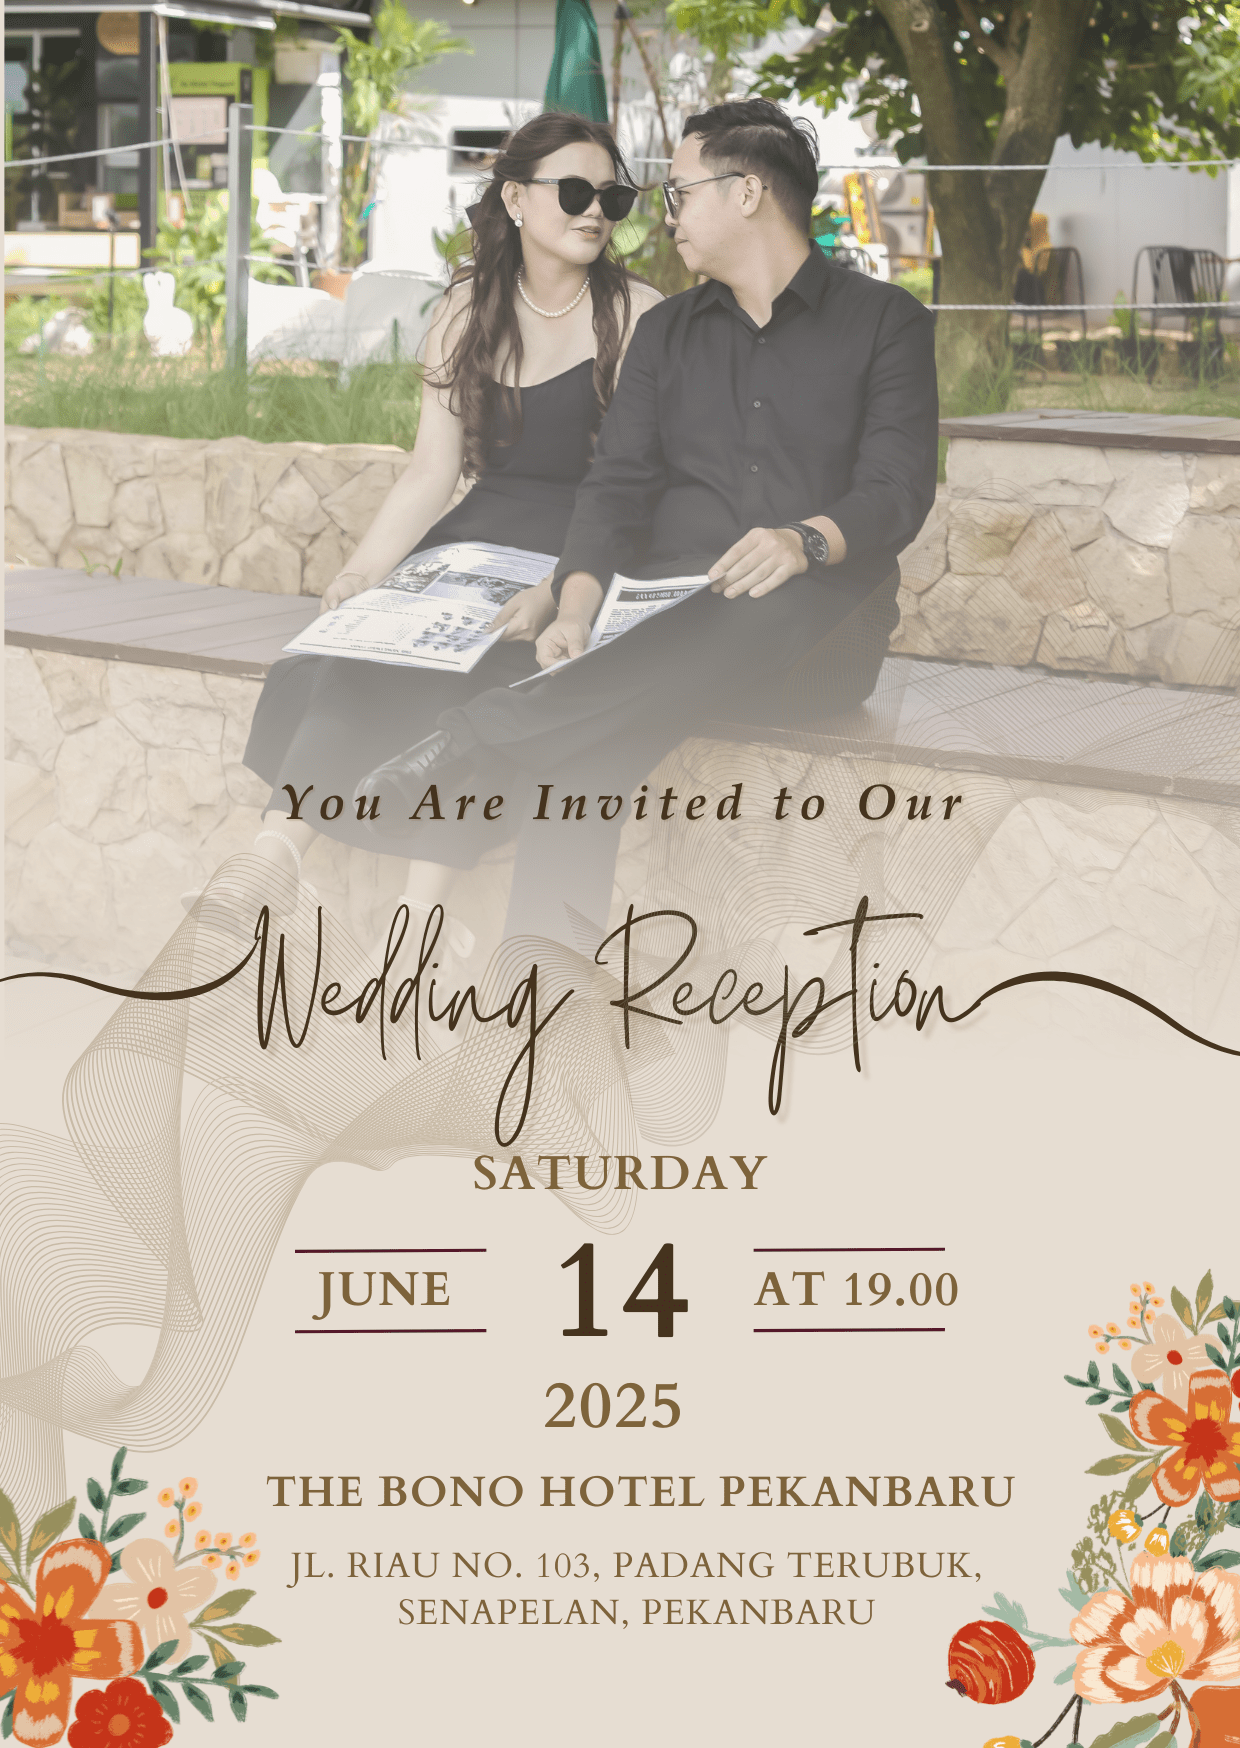 You Are Invited to Our
Wedding Reception
SATURDAY
JUNE
14
AT 19.00
2025
THE BONO HOTEL PEKANBARU
JL. RIAU NO. 103, PADANG TERUBUK,
SENAPELAN, PEKANBARU